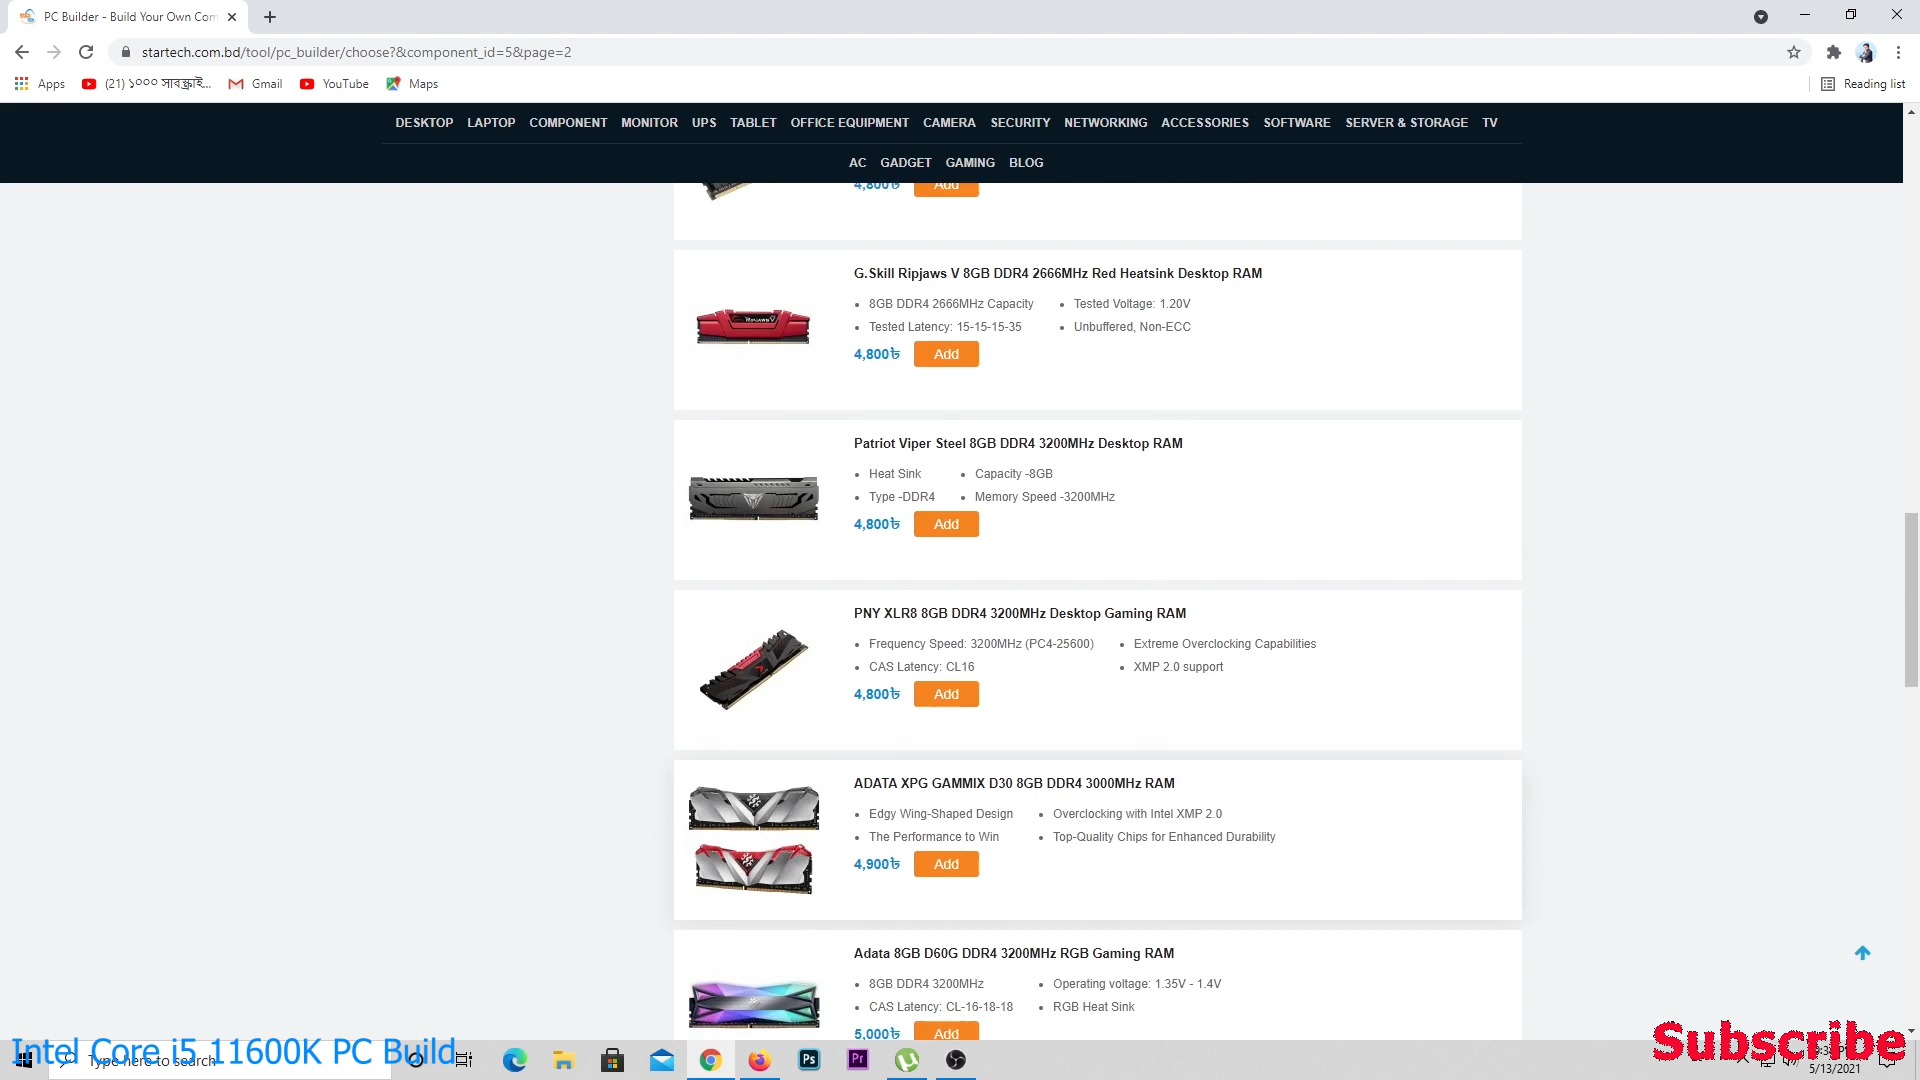 PC Builder - Build Your Own Com
startech.com.bd/tool/pc_builder/choose?&component_id=5&page=2
Apps
(21) ১০০০ সাবস্ক্রাই...
Gmail
YouTube
Maps
Reading list
DESKTOP LAPTOP COMPONENT MONITOR UPS TABLET OFFICE EQUIPMENT CAMERA SECURITY NETWORKING ACCESSORIES SOFTWARE SERVER & STORAGE TV
AC GADGET GAMING BLOG
4,800৳ Add
G.Skill Ripjaws V 8GB DDR4 2666MHz Red Heatsink Desktop RAM
8GB DDR4 2666MHz Capacity
Tested Voltage: 1.20V
Tested Latency: 15-15-15-35
Unbuffered, Non-ECC
4,800৳ Add
Patriot Viper Steel 8GB DDR4 3200MHz Desktop RAM
Heat Sink
Capacity -8GB
Type -DDR4
Memory Speed -3200MHz
4,800৳ Add
PNY XLR8 8GB DDR4 3200MHz Desktop Gaming RAM
Frequency Speed: 3200MHz (PC4-25600)
Extreme Overclocking Capabilities
CAS Latency: CL16
XMP 2.0 support
4,800৳ Add
ADATA XPG GAMMIX D30 8GB DDR4 3000MHz RAM
Edgy Wing-Shaped Design
Overclocking with Intel XMP 2.0
The Performance to Win
Top-Quality Chips for Enhanced Durability
4,900৳ Add
Adata 8GB D60G DDR4 3200MHz RGB Gaming RAM
8GB DDR4 3200MHz
Operating voltage: 1.35V - 1.4V
CAS Latency: CL-16-18-18
RGB Heat Sink
5,000৳ Add
Intel Core i5 11600K PC Build
Type here to search
Ps
Pr
Subscribe
5/13/2021